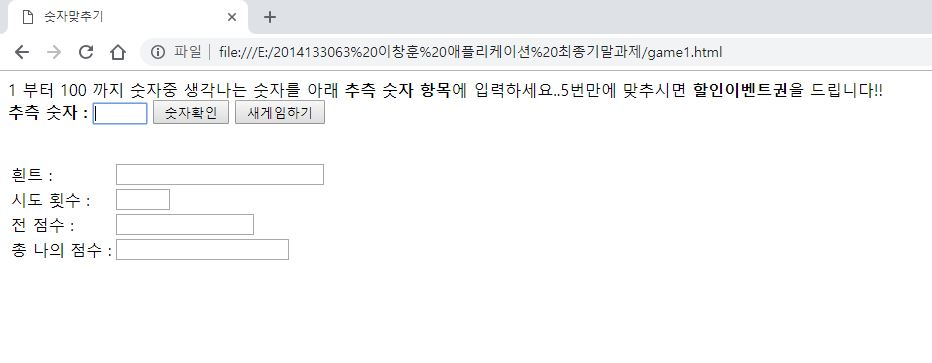 숫자맞추기
파일 file:///E:/2014133063%20이창훈%20애플리케이션%20최종기말과제/game1.html
1 부터 100 까지 숫자중 생각나는 숫자를 아래 추측 숫자 항목에 입력하세요..5번만에 맞추시면 할인이벤트권을 드립니다!!
추측 숫자 : 숫자확인 새게임하기
흰트 :
시도 횟수 :
전 점수 :
총 나의 점수 :